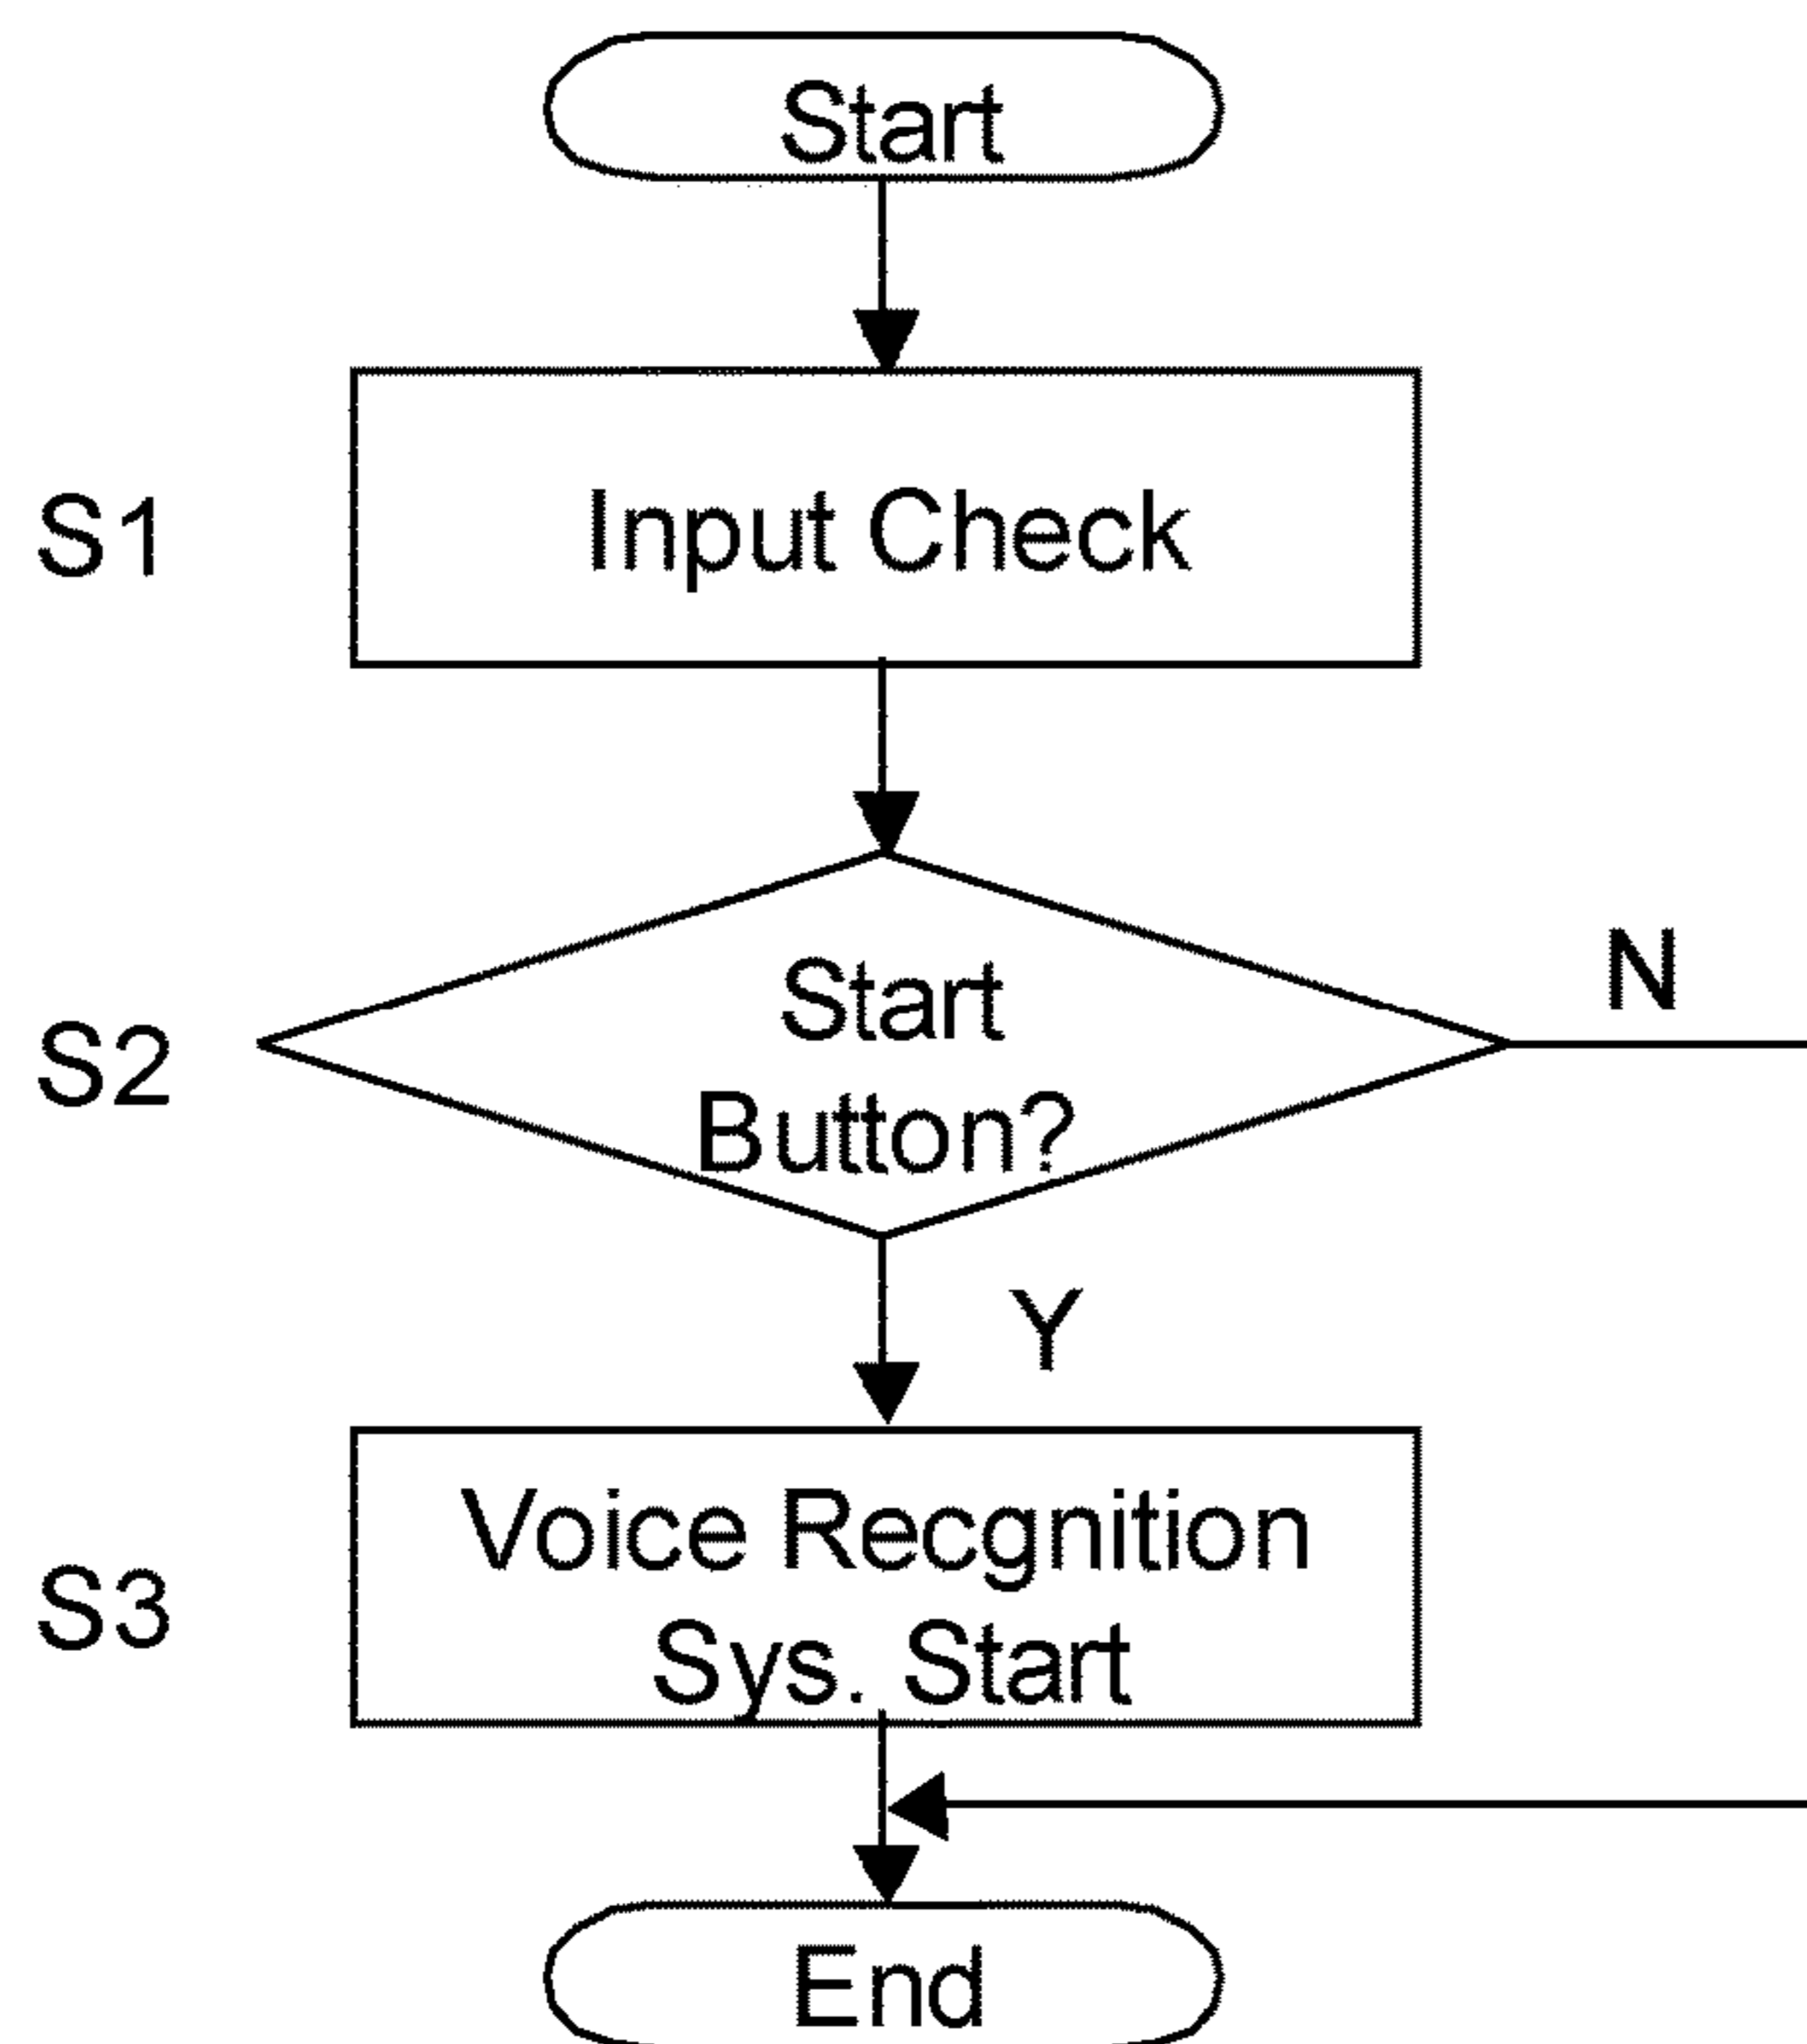 Start
S1
Input Check
S2
Start
Button?
N
Y
S3
Voice Recgnition
Sys. Start
End